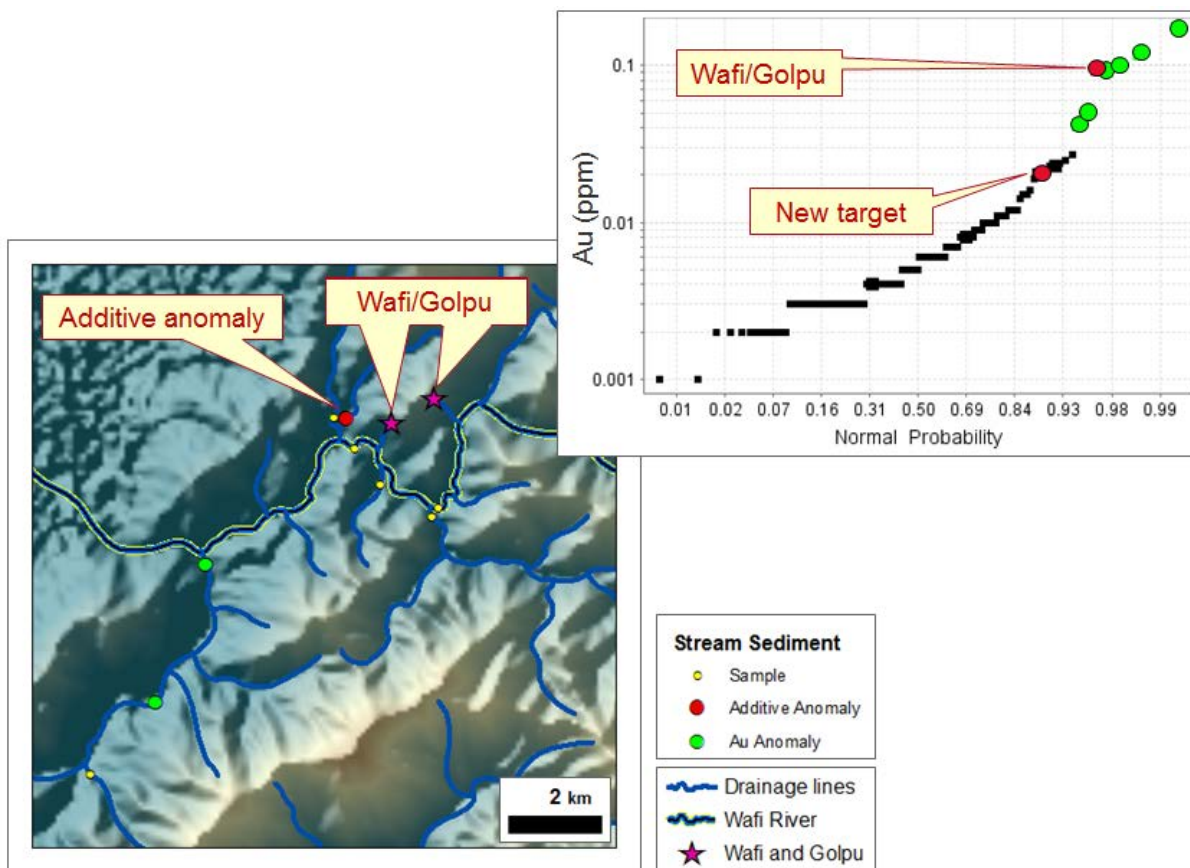 Wafi/Golpu
New target
Au (ppm)
0.1
0.01
0.001
0.01 0.02 0.07 0.16 0.31 0.50 0.69 0.84 0.93 0.98 0.99
Normal Probability
Additive anomaly
Wafi/Golpu
2 km
Stream Sediment
Sample
Additive Anomaly
Au Anomaly
Drainage lines
Wafi River
Wafi and Golpu